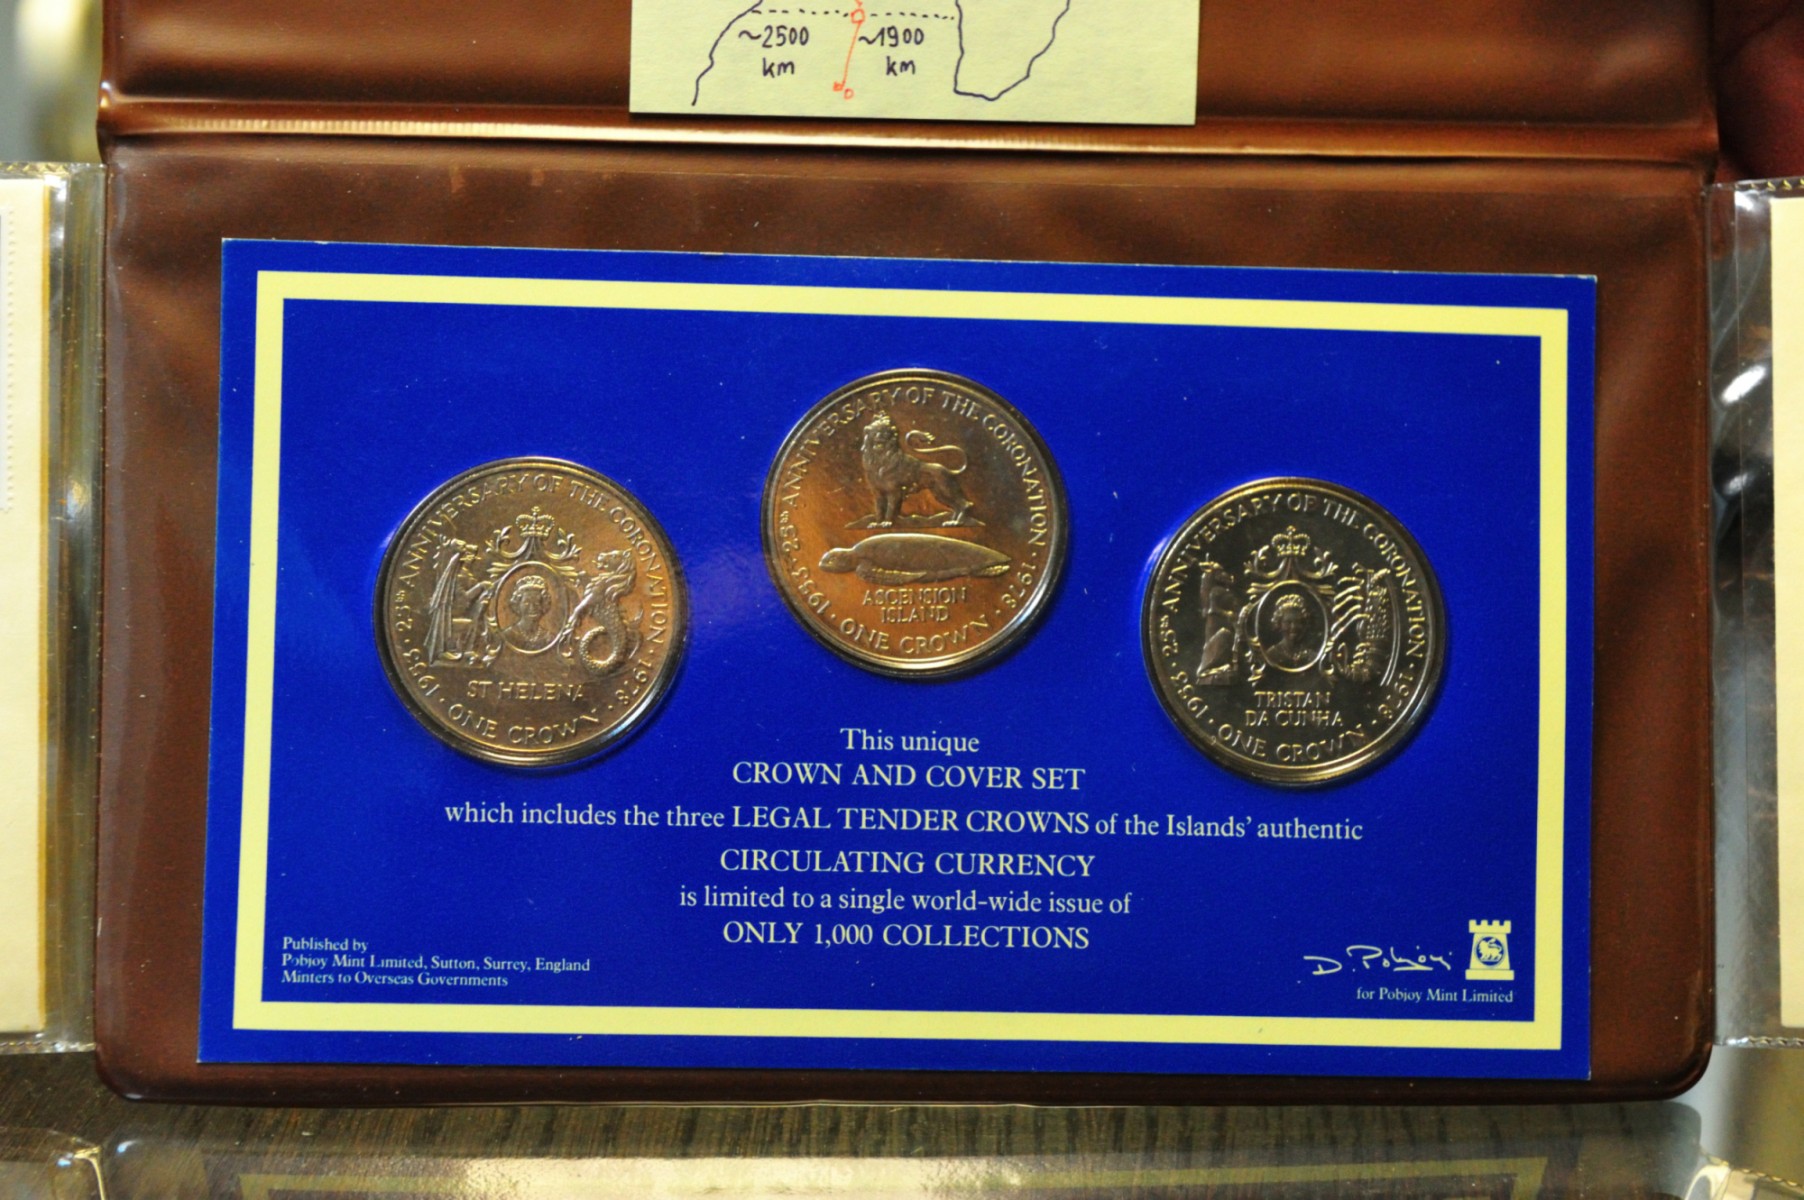 ~2500 ~1900
km km
25th ANNIVERSARY OF THE CORONATION · 1978 · ONE CROWN · 1953 ·
ST HELENA
25th ANNIVERSARY OF THE CORONATION · 1978 · ONE CROWN · 1953 ·
ASCENSION
ISLAND
25th ANNIVERSARY OF THE CORONATION · 1978 · ONE CROWN · 1953 ·
TRISTAN
DA CUNHA
This unique
CROWN AND COVER SET
which includes the three LEGAL TENDER CROWNS of the Islands' authentic
CIRCULATING CURRENCY
is limited to a single world-wide issue of
ONLY 1,000 COLLECTIONS
Published by
Pobjoy Mint Limited, Sutton, Surrey, England
Minters to Overseas Governments
D. Pobjoy
for Pobjoy Mint Limited